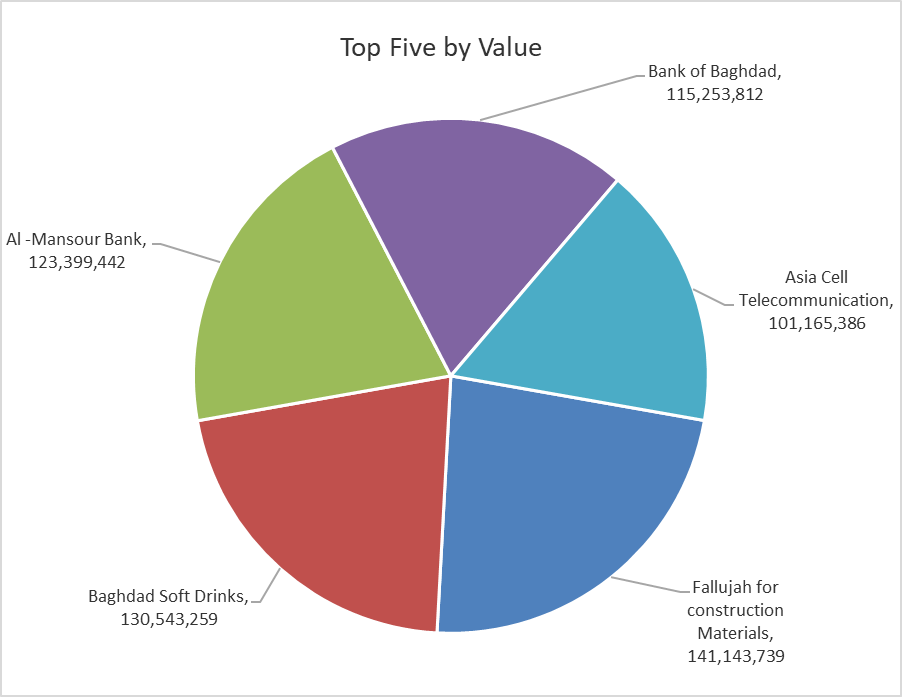 Top Five by Value
Bank of Baghdad,
115,253,812
Asia Cell
Telecommunication,
101,165,386
Fallujah for
construction
Materials,
141,143,739
Baghdad Soft Drinks,
130,543,259
Al -Mansour Bank,
123,399,442